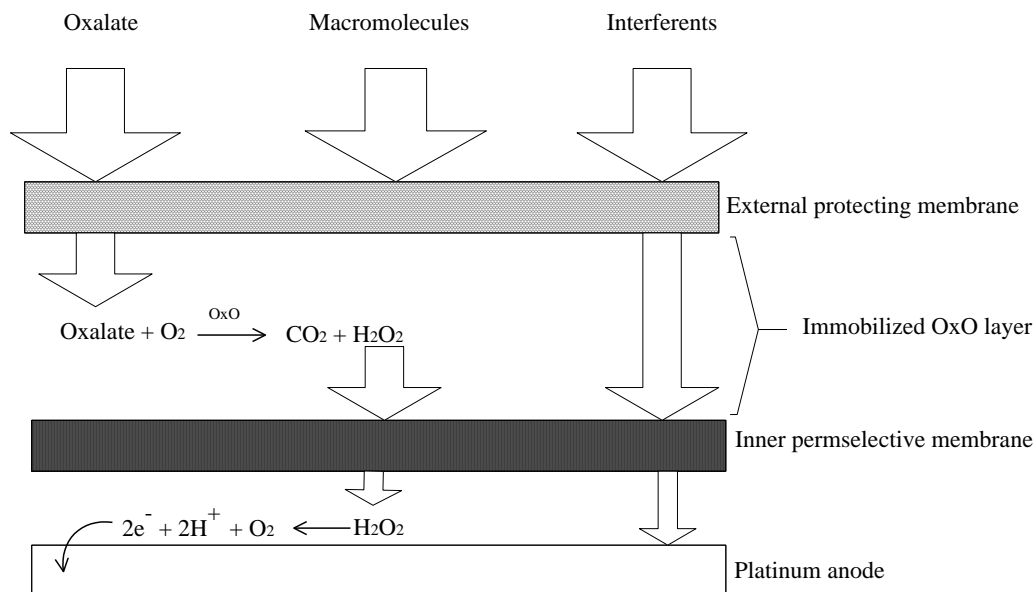 Oxalate Macromolecules Interferents
External protecting membrane
OxO
Oxalate + O2 CO2 + H2O2
Immobilized OxO layer
Inner permselective membrane
2e- + 2H+ + O2 H2O2
Platinum anode